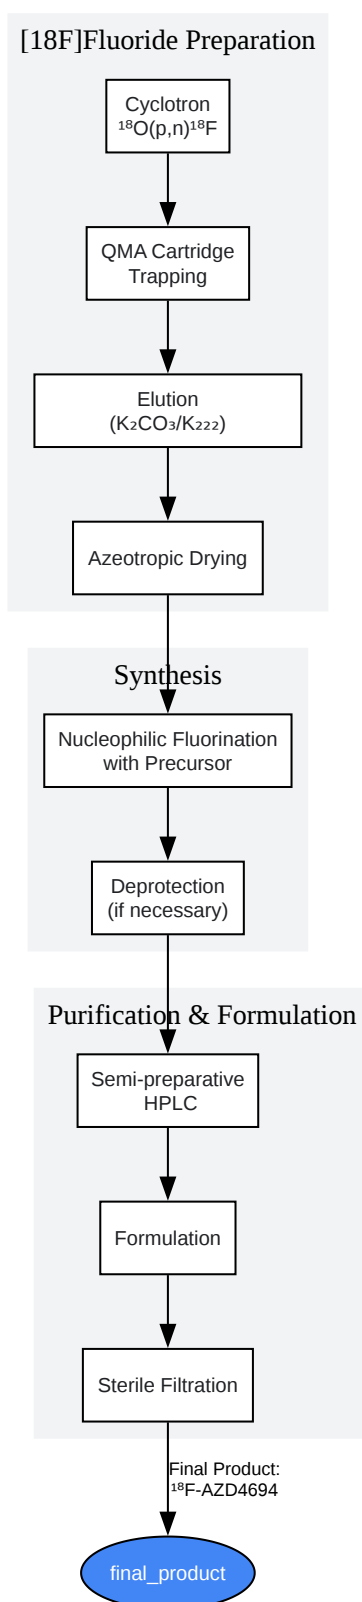 [18F]Fluoride Preparation
Cyclotron
¹⁸O(p,n)¹⁸F
QMA Cartridge
Trapping
Elution
(K₂CO₃/K₂₂₂)
Azeotropic Drying
Synthesis
Nucleophilic Fluorination
with Precursor
Deprotection
(if necessary)
Purification & Formulation
Semi-preparative
HPLC
Formulation
Sterile Filtration
Final Product:
¹⁸F-AZD4694
final_product